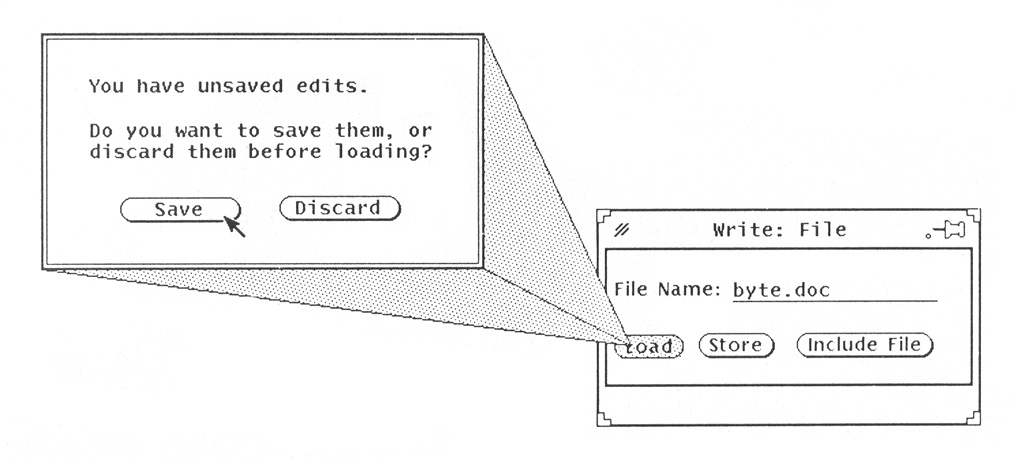 You have unsaved edits.
Do you want to save them, or
discard them before loading?
Save
Discard
Write: File
File Name: byte.doc
Load
Store
Include File